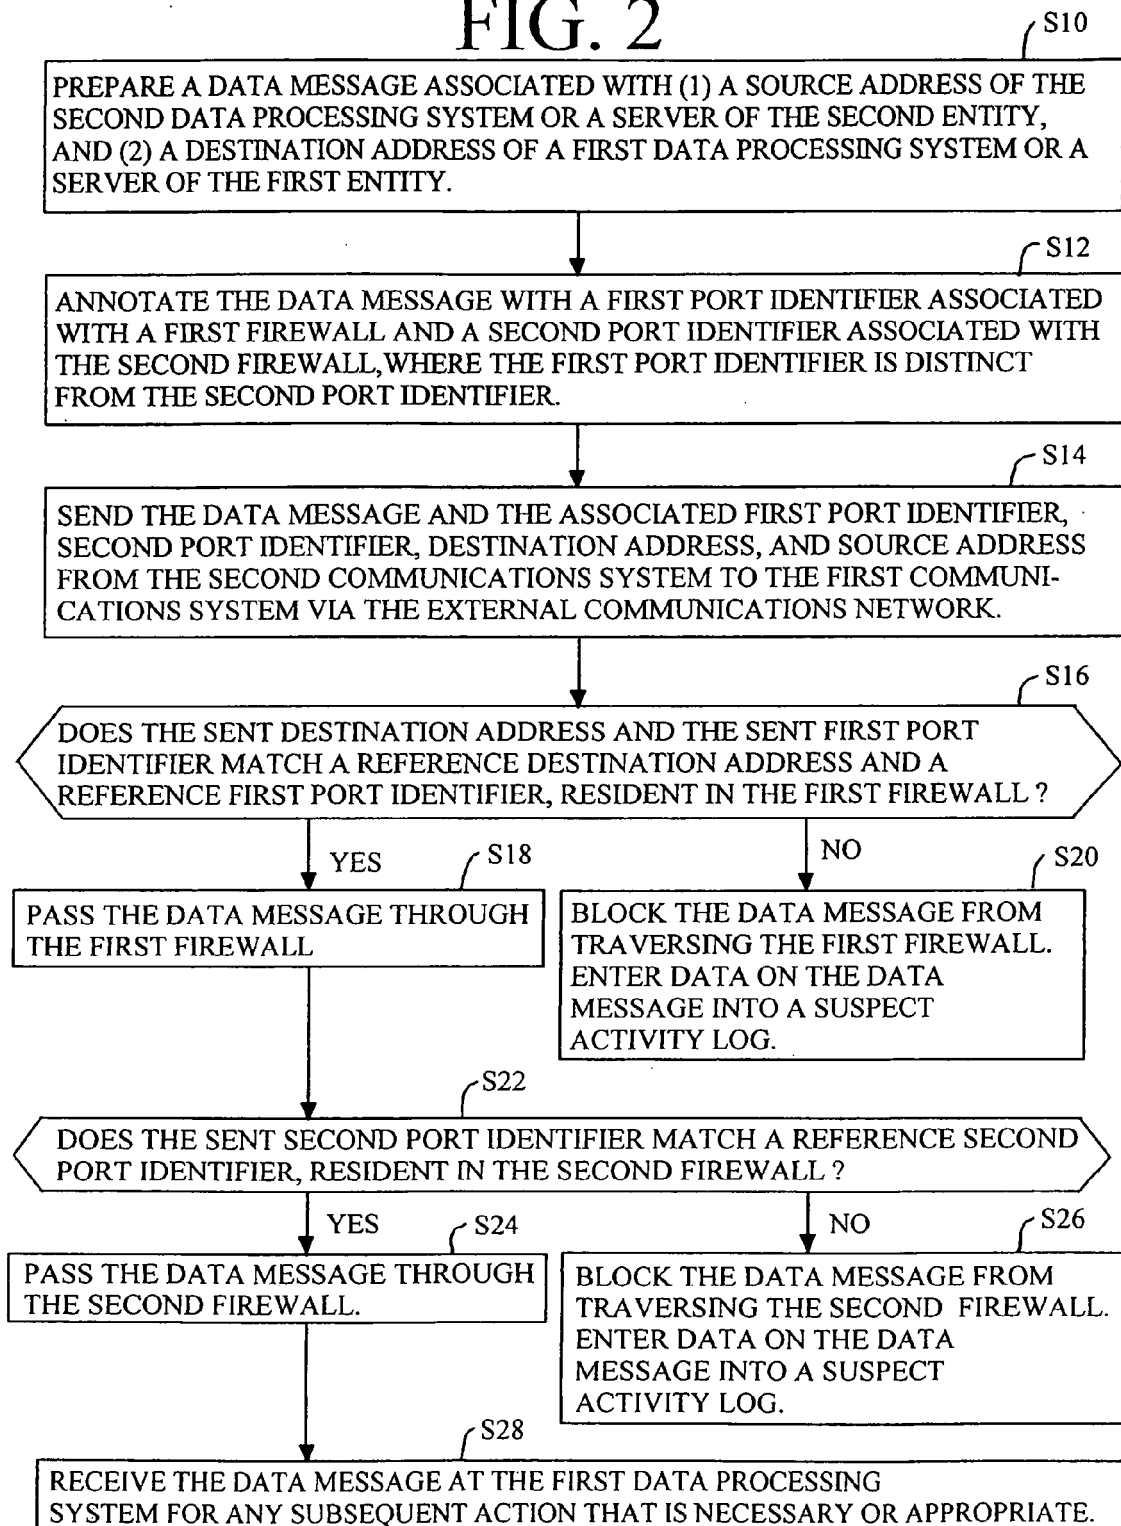 FIG. 2
S10
PREPARE A DATA MESSAGE ASSOCIATED WITH (1) A SOURCE ADDRESS OF THE
SECOND DATA PROCESSING SYSTEM OR A SERVER OF THE SECOND ENTITY,
AND (2) A DESTINATION ADDRESS OF A FIRST DATA PROCESSING SYSTEM OR A
SERVER OF THE FIRST ENTITY.
S12
ANNOTATE THE DATA MESSAGE WITH A FIRST PORT IDENTIFIER ASSOCIATED
WITH A FIRST FIREWALL AND A SECOND PORT IDENTIFIER ASSOCIATED WITH
THE SECOND FIREWALL, WHERE THE FIRST PORT IDENTIFIER IS DISTINCT
FROM THE SECOND PORT IDENTIFIER.
S14
SEND THE DATA MESSAGE AND THE ASSOCIATED FIRST PORT IDENTIFIER,
SECOND PORT IDENTIFIER, DESTINATION ADDRESS, AND SOURCE ADDRESS
FROM THE SECOND COMMUNICATIONS SYSTEM TO THE FIRST COMMUNI-
CATIONS SYSTEM VIA THE EXTERNAL COMMUNICATIONS NETWORK.
S16
DOES THE SENT DESTINATION ADDRESS AND THE SENT FIRST PORT
IDENTIFIER MATCH A REFERENCE DESTINATION ADDRESS AND A
REFERENCE FIRST PORT IDENTIFIER, RESIDENT IN THE FIRST FIREWALL ?
YES
S18
NO
S20
PASS THE DATA MESSAGE THROUGH
THE FIRST FIREWALL
BLOCK THE DATA MESSAGE FROM
TRAVERSING THE FIRST FIREWALL.
ENTER DATA ON THE DATA
MESSAGE INTO A SUSPECT
ACTIVITY LOG.
S22
DOES THE SENT SECOND PORT IDENTIFIER MATCH A REFERENCE SECOND
PORT IDENTIFIER, RESIDENT IN THE SECOND FIREWALL ?
YES
S24
NO
S26
PASS THE DATA MESSAGE THROUGH
THE SECOND FIREWALL.
BLOCK THE DATA MESSAGE FROM
TRAVERSING THE SECOND FIREWALL.
ENTER DATA ON THE DATA
MESSAGE INTO A SUSPECT
ACTIVITY LOG.
S28
RECEIVE THE DATA MESSAGE AT THE FIRST DATA PROCESSING
SYSTEM FOR ANY SUBSEQUENT ACTION THAT IS NECESSARY OR APPROPRIATE.